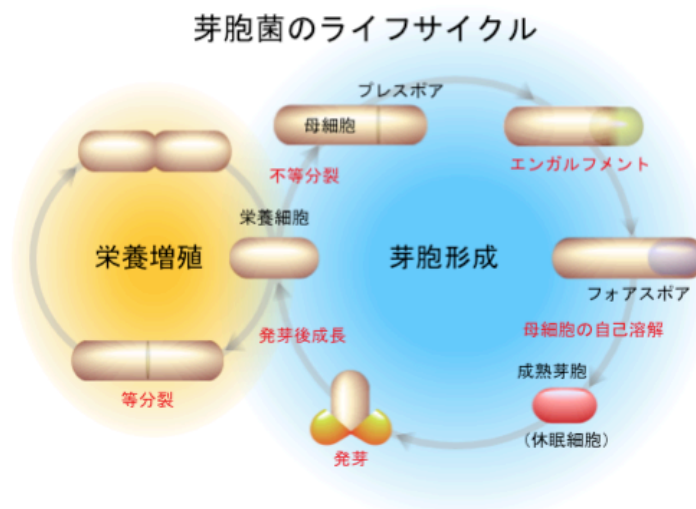 芽胞菌のライフサイクル
プレスポア
母細胞
不等分裂
エンガルフメント
栄養細胞
栄養増殖
芽胞形成
フォアスポア
発芽後成長
母細胞の自己溶解
成熟芽胞
等分裂
(休眠細胞)
発芽